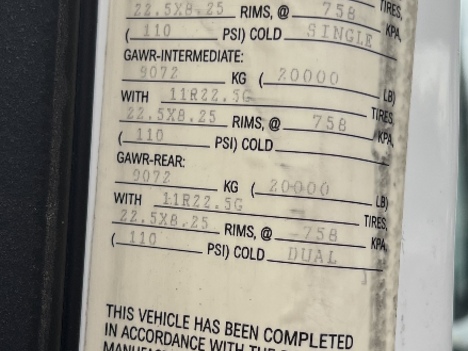 22.5X8.25 RIMS, @ 758 KPA,
TIRES,
( 110 PSI) COLD SINGLE
GAWR-INTERMEDIATE:
9072 KG ( 20000 LB)
WITH 11R22.5G TIRES,
22.5X8.25 RIMS, @ 758 KPA,
( 110 PSI) COLD
GAWR-REAR:
9072 KG ( 20000 LB)
WITH 11R22.5G TIRES,
22.5X8.25 RIMS, @ 758 KPA,
( 110 PSI) COLD DUAL
THIS VEHICLE HAS BEEN COMPLETED
IN ACCORDANCE WITH THE